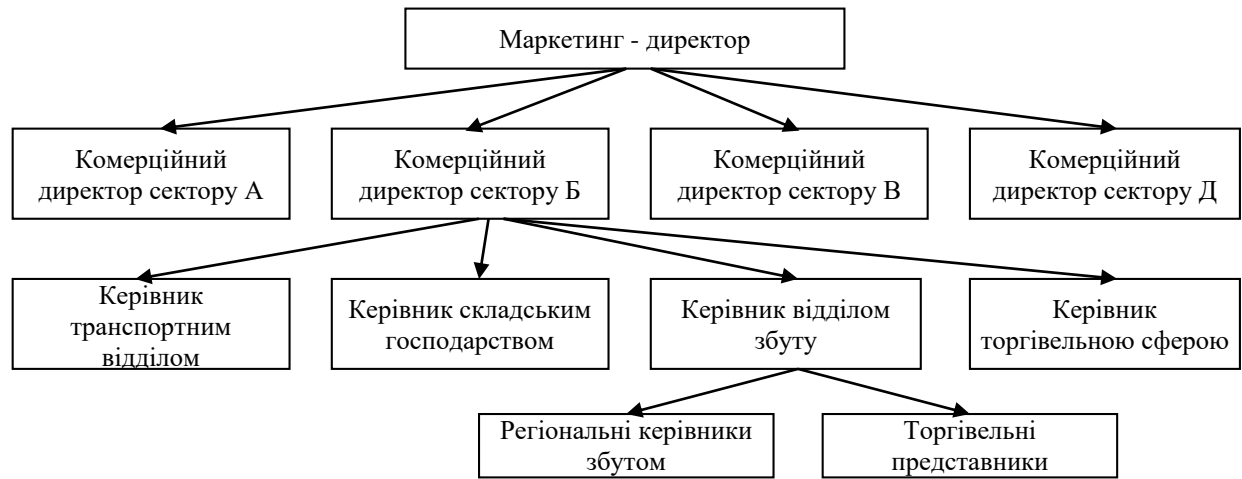 Маркетинг - директор
Комерційний
директор сектору А
Комерційний
директор сектору Б
Комерційний
директор сектору В
Комерційний
директор сектору Д
Керівник
транспортним
відділом
Керівник складським
господарством
Керівник відділом
збуту
Керівник
торгівельною сферою
Регіональні керівники
збутом
Торгівельні
представники